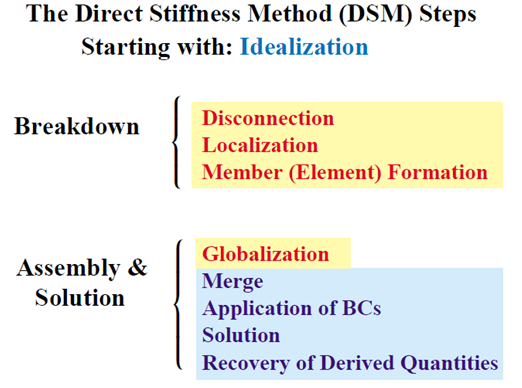 The Direct Stiffness Method (DSM) Steps
Starting with: Idealization
Breakdown
Disconnection
Localization
Member (Element) Formation
Assembly &
Solution
Globalization
Merge
Application of BCs
Solution
Recovery of Derived Quantities